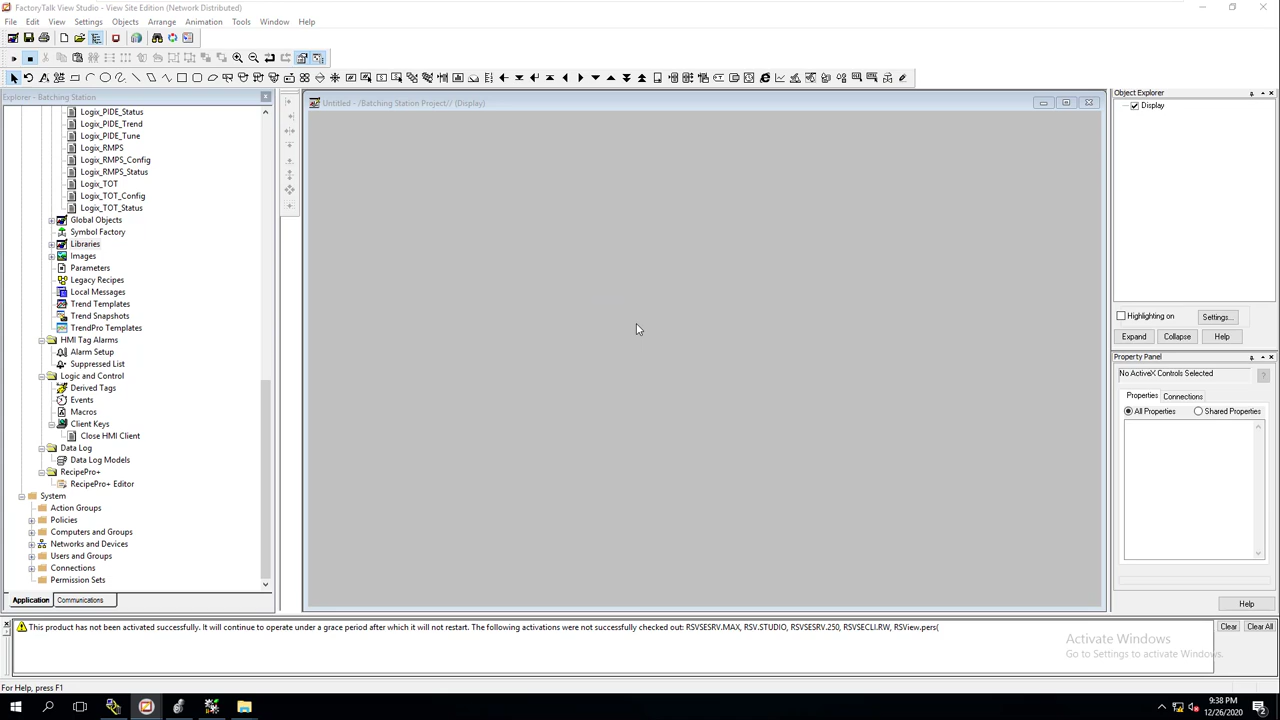 FactoryTalk View Studio - View Site Edition (Network Distributed)
File Edit View Settings Objects Arrange Animation Tools Window Help
Explorer - Batching Station
Logix_PIDE_Status
Logix_PIDE_Trend
Logix_PIDE_Tune
Logix_RMPS
Logix_RMPS_Config
Logix_RMPS_Status
Logix_TOT
Logix_TOT_Config
Logix_TOT_Status
Global Objects
Symbol Factory
Libraries
Images
Parameters
Legacy Recipes
Local Messages
Trend Templates
Trend Snapshots
TrendPro Templates
HMI Tag Alarms
Alarm Setup
Suppressed List
Logic and Control
Derived Tags
Events
Macros
Client Keys
Close HMI Client
Data Log
Data Log Models
RecipePro+
RecipePro+ Editor
System
Action Groups
Policies
Computers and Groups
Networks and Devices
Users and Groups
Connections
Permission Sets
Application Communications
Untitled - /Batching Station Project// (Display)
Object Explorer
Display
Highlighting on Settings...
Expand Collapse Help
Property Panel
No ActiveX Controls Selected ?
Properties Connections
All Properties Shared Properties
Help
This product has not been activated successfully. It will continue to operate under a grace period after which it will not restart. The following activations were not successfully checked out: RSVSESRV.MAX, RSV.STUDIO, RSVSESRV.250, RSVSECLI.RW, RSView.pers(
Clear Clear All
Activate Windows
Go to Settings to activate Windows.
For Help, press F1
9:38 PM
12/26/2020
2